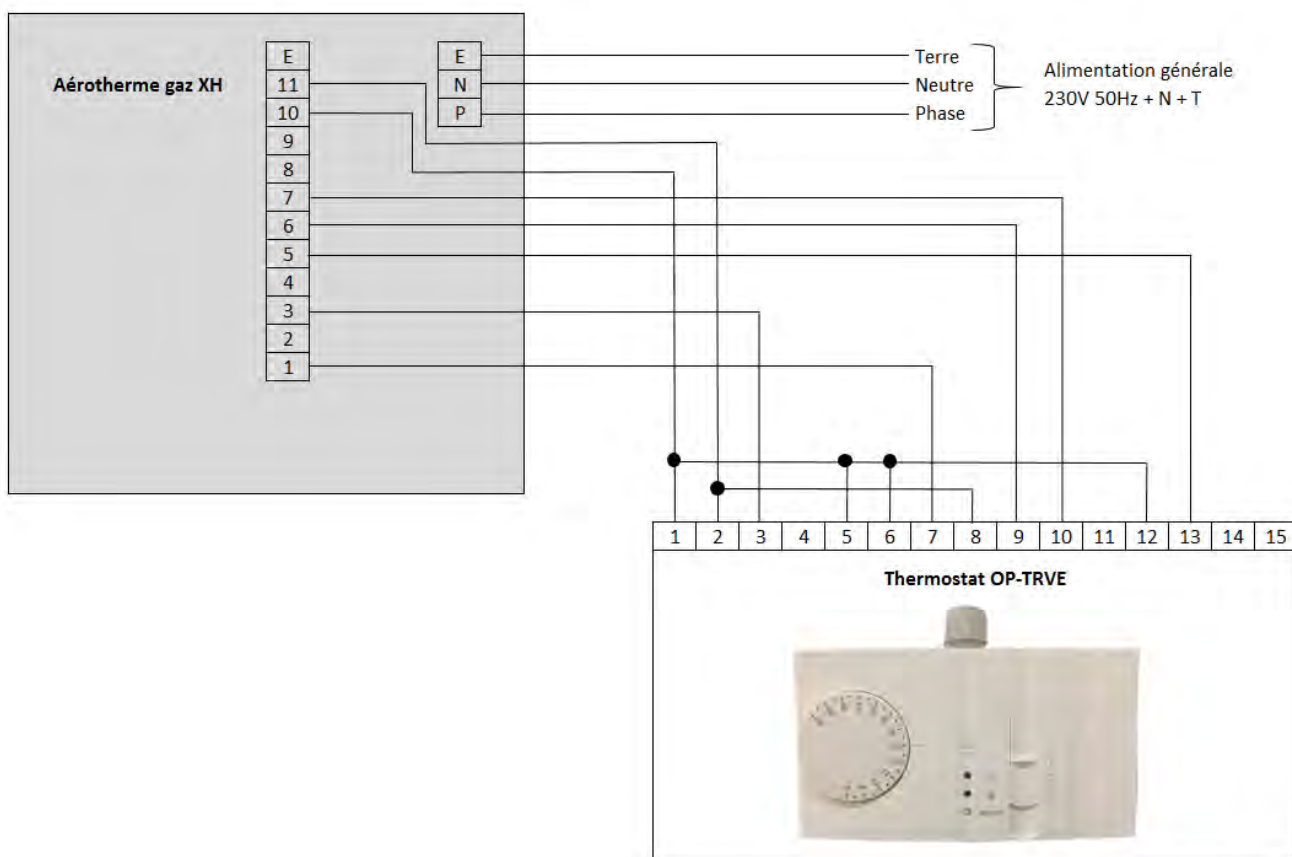 Aérotherme gaz XH
E
11
10
9
8
7
6
5
4
3
2
1
E
N
P
Terre
Neutre
Phase
Alimentation générale
230V 50Hz + N + T
1 2 3 4 5 6 7 8 9 10 11 12 13 14 15
Thermostat OP-TRVE